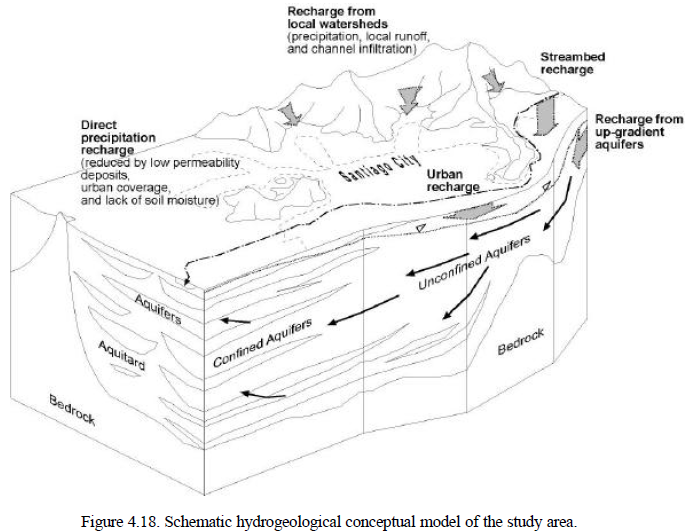 Recharge from
local watersheds
(precipitation, local runoff,
and channel infiltration)
Streambed
recharge
Direct
precipitation
recharge
(reduced by low permeability
deposits,
urban coverage,
and lack of soil moisture)
Recharge from
up-gradient
aquifers
Santiago City
Urban
recharge
Unconfined Aquifers
Aquifers
Confined Aquifers
Aquitard
Bedrock
Bedrock
Figure 4.18. Schematic hydrogeological conceptual model of the study area.